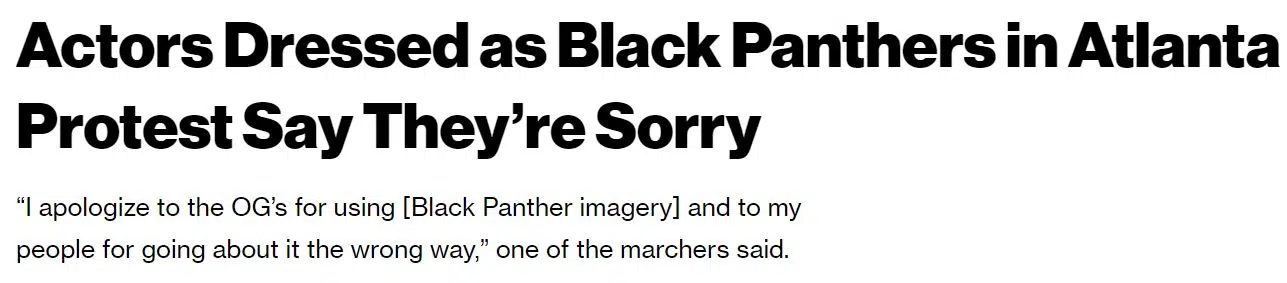 Actors Dressed as Black Panthers in Atlanta
Protest Say They’re Sorry
“I apologize to the OG’s for using [Black Panther imagery] and to my
people for going about it the wrong way,” one of the marchers said.